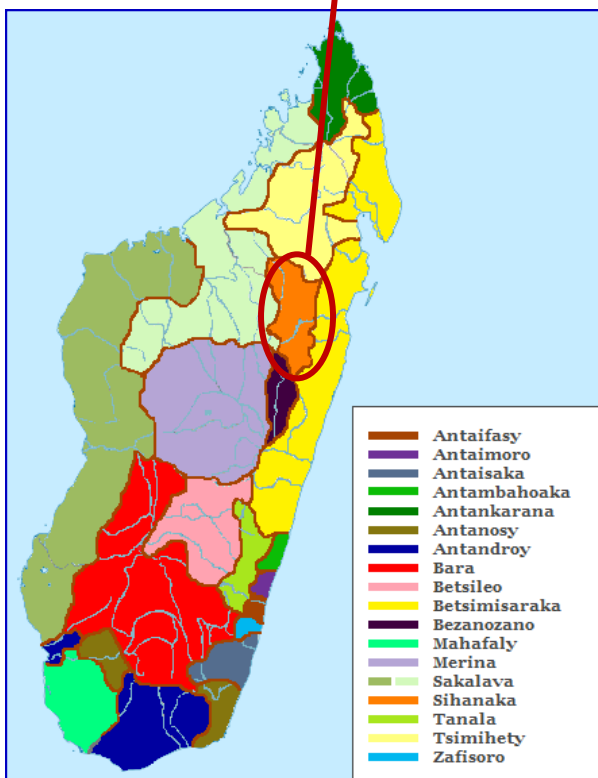 Antaifasy
Antaimoro
Antaisaka
Antambahoaka
Antankarana
Antanosy
Antandroy
Bara
Betsileo
Betsimisaraka
Bezanozano
Mahafaly
Merina
Sakalava
Sihanaka
Tanala
Tsimihety
Zafisoro